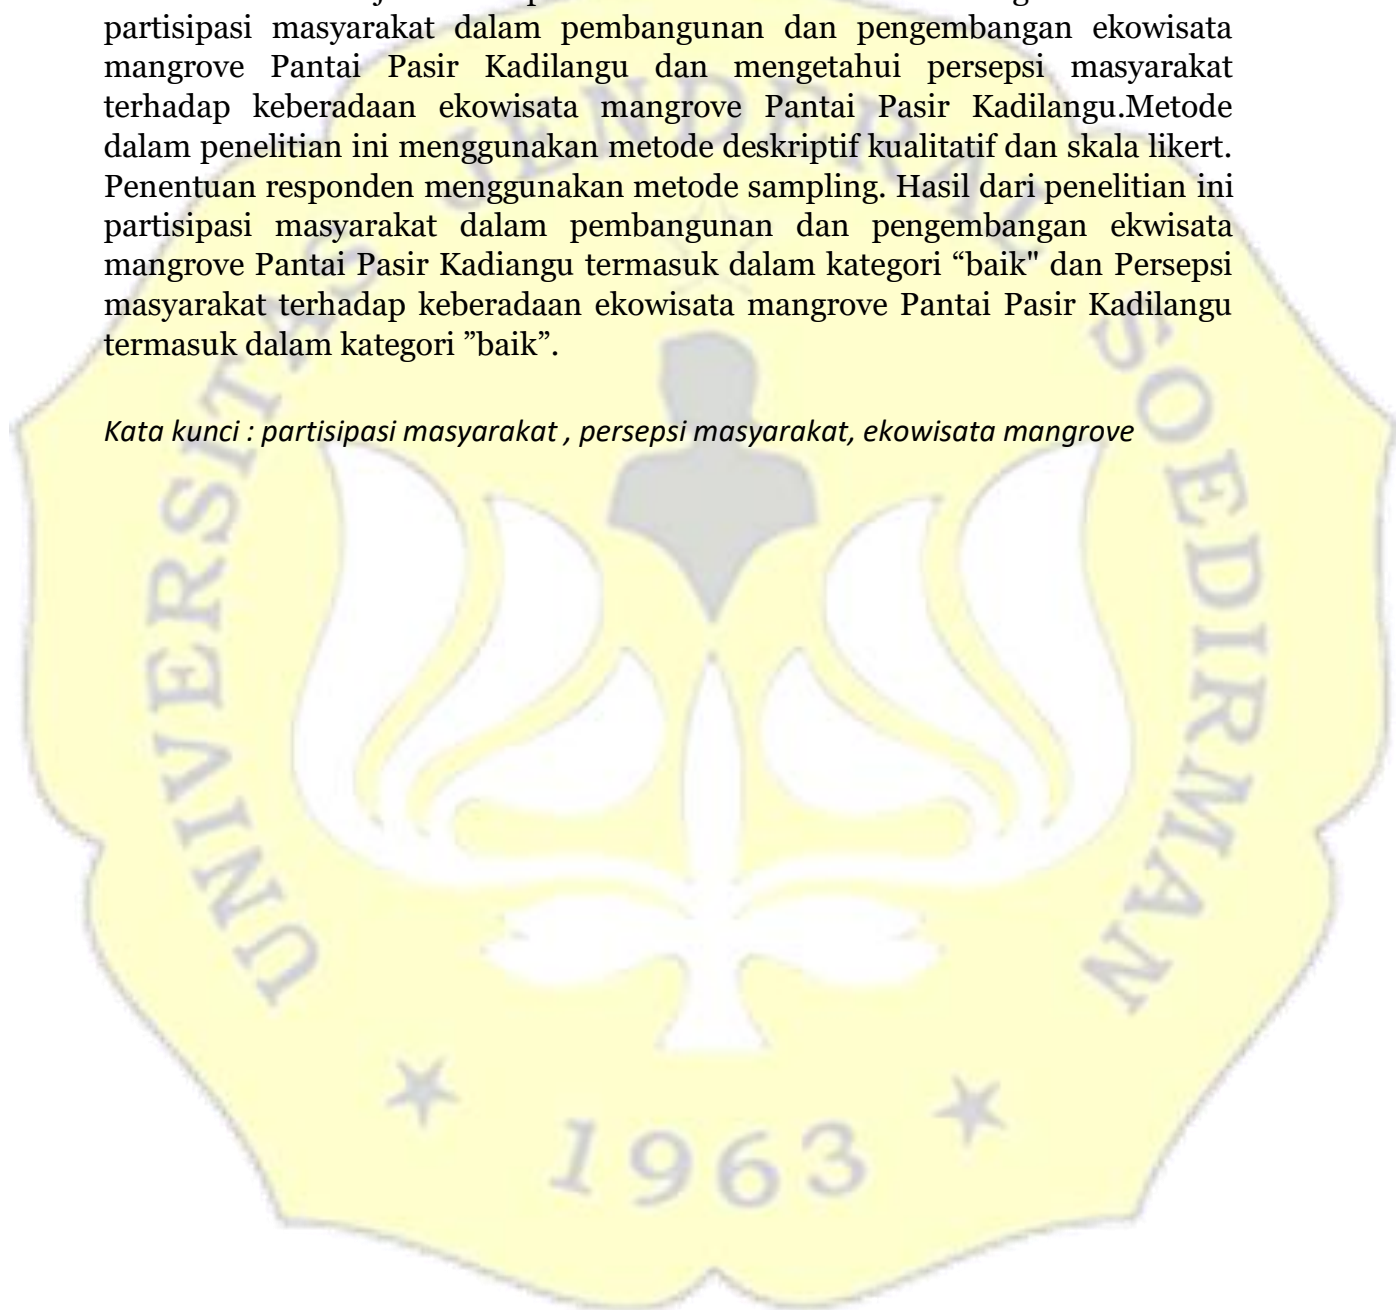 partisipasi masyarakat dalam pembangunan dan pengembangan ekowisata
mangrove Pantai Pasir Kadilangu dan mengetahui persepsi masyarakat
terhadap keberadaan ekowisata mangrove Pantai Pasir Kadilangu.Metode
dalam penelitian ini menggunakan metode deskriptif kualitatif dan skala likert.
Penentuan responden menggunakan metode sampling. Hasil dari penelitian ini
partisipasi masyarakat dalam pembangunan dan pengembangan ekwisata
mangrove Pantai Pasir Kadiangu termasuk dalam kategori “baik" dan Persepsi
masyarakat terhadap keberadaan ekowisata mangrove Pantai Pasir Kadilangu
termasuk dalam kategori ”baik”.
Kata kunci : partisipasi masyarakat , persepsi masyarakat, ekowisata mangrove
UNIVERSITAS JENDERAL SOEDIRMAN
1963